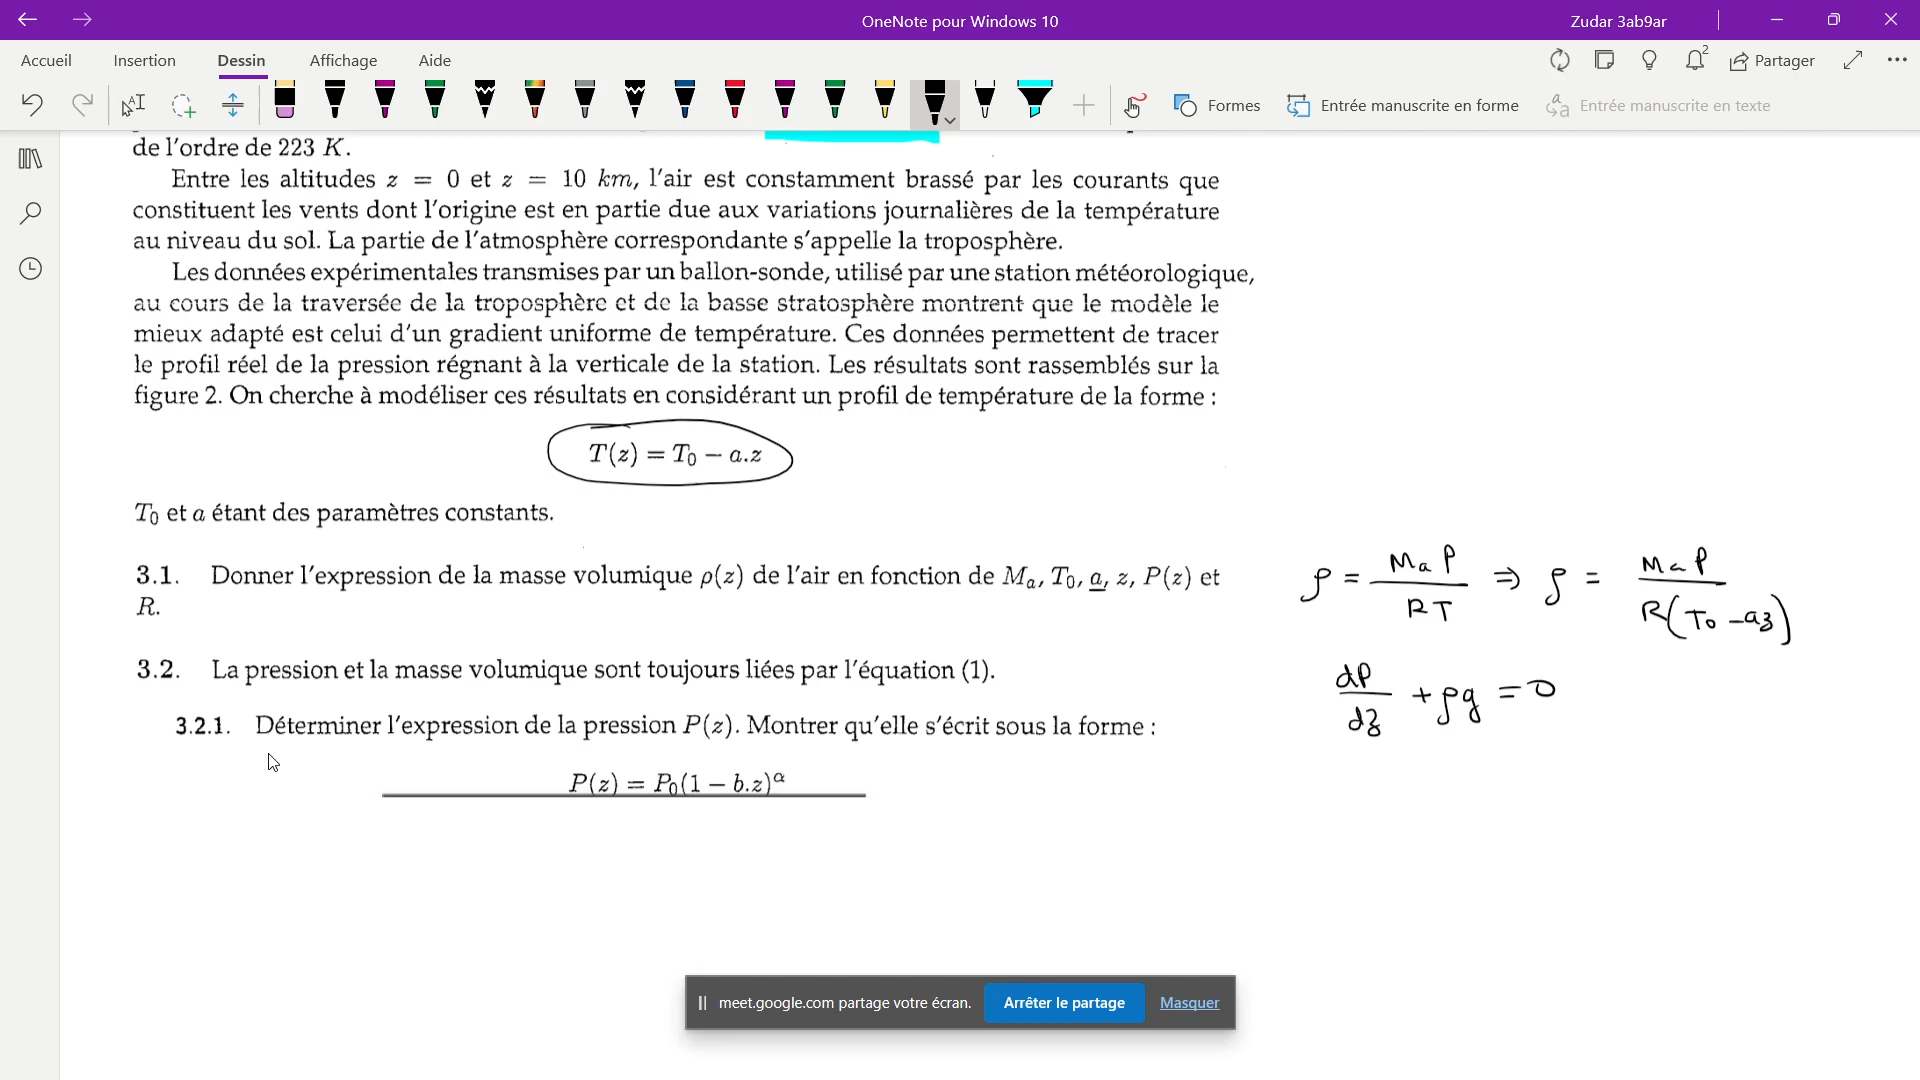 OneNote pour Windows 10
Zudar 3ab9ar
Accueil
Insertion
Dessin
Affichage
Aide
2
Partager
Formes
Entrée manuscrite en forme
Entrée manuscrite en texte
de l'ordre de 223 K.
Entre les altitudes z = 0 et z = 10 km, l'air est constamment brassé par les courants que
constituent les vents dont l'origine est en partie due aux variations journalières de la température
au niveau du sol. La partie de l'atmosphère correspondante s'appelle la troposphère.
Les données expérimentales transmises par un ballon-sonde, utilisé par une station météorologique,
au cours de la traversée de la troposphère et de la basse stratosphère montrent que le modèle le
mieux adapté est celui d'un gradient uniforme de température. Ces données permettent de tracer
le profil réel de la pression régnant à la verticale de la station. Les résultats sont rassemblés sur la
figure 2. On cherche à modéliser ces résultats en considérant un profil de température de la forme :
T(z) = T₀ − a.z
T₀ et a étant des paramètres constants.
3.1. Donner l'expression de la masse volumique ρ(z) de l'air en fonction de Mₐ, T₀, a, z, P(z) et
R.
ρ = Ma P / RT ⇒ ρ = Ma P / R(T₀ − az)
3.2. La pression et la masse volumique sont toujours liées par l'équation (1).
dP/dz + ρg = 0
3.2.1. Déterminer l'expression de la pression P(z). Montrer qu'elle s'écrit sous la forme :
P(z) = P₀(1 − b.z)^α
meet.google.com partage votre écran.
Arrêter le partage
Masquer